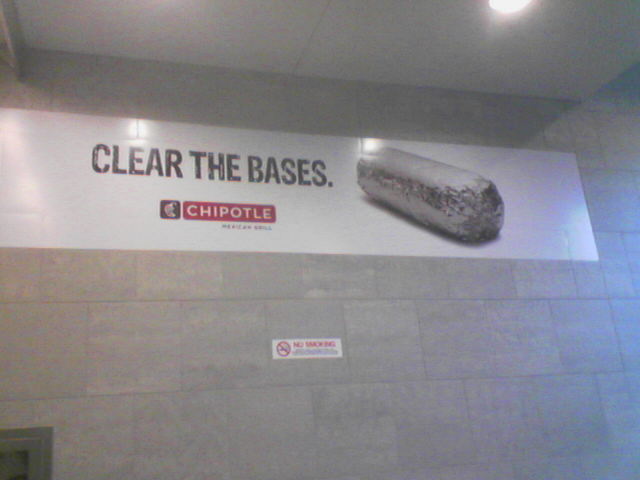 CLEAR THE BASES.
CHIPOTLE
MEXICAN GRILL
NO SMOKING